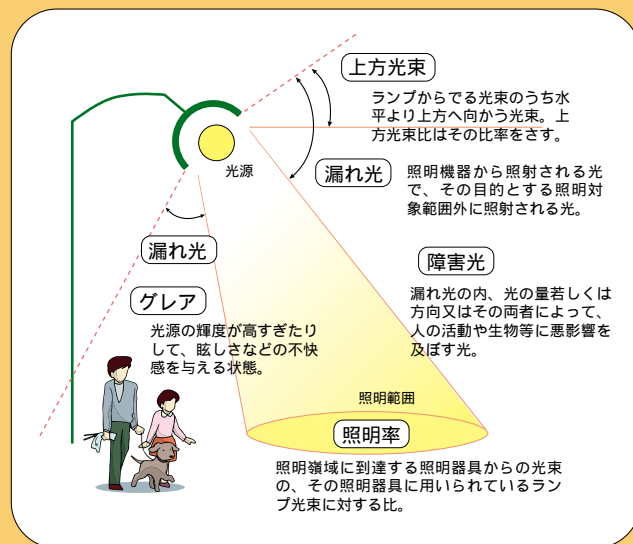 上方光束
ランプからでる光束のうち水
平より上方へ向かう光束。上
方光束比はその比率をさす。
光源
漏れ光
照明機器から照射される光
で、その目的とする照明対
象範囲外に照射される光。
漏れ光
障害光
漏れ光の内、光の量若しくは
方向又はその両者によって、
人の活動や生物等に悪影響を
及ぼす光。
グレア
光源の輝度が高すぎたり
して、眩しさなどの不快
感を与える状態。
照明範囲
照明率
照明嶺域に到達する照明器具からの光束
の、その照明器具に用いられているラン
プ光束に対する比。